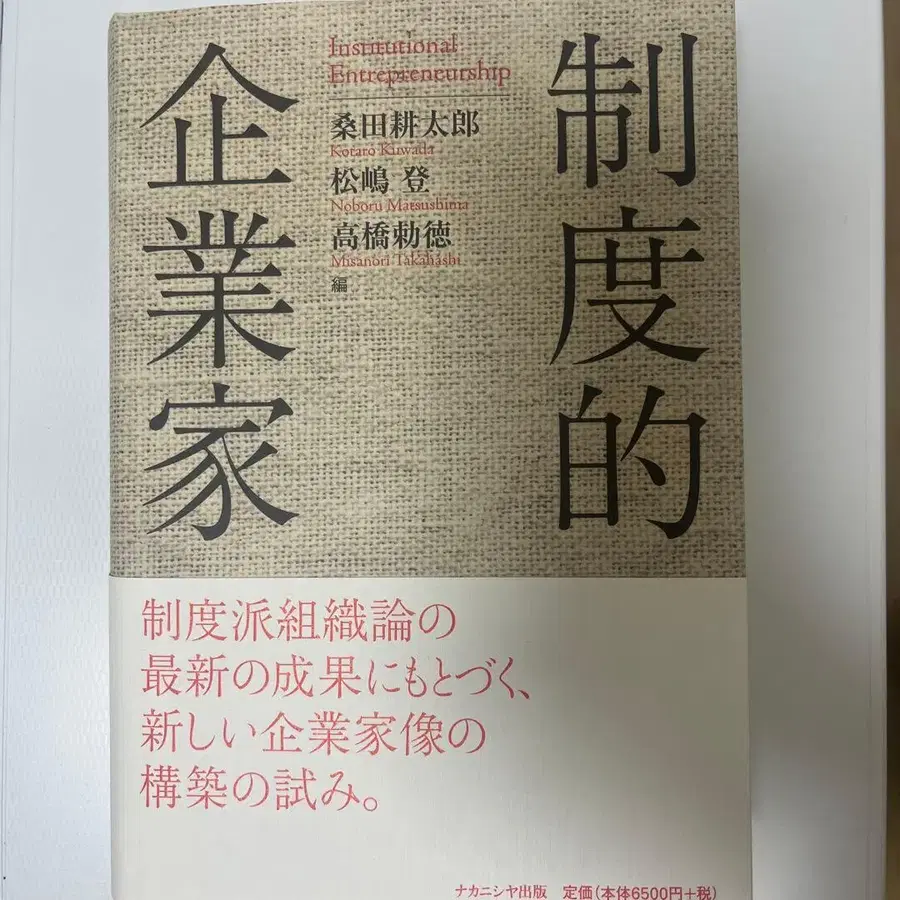 制度的
企業家
Institutional
Entrepreneurship
桑田耕太郎
Kotaro Kuwada
松嶋 登
Noboru Matsushima
高橋勅徳
Misanori Takahashi
編
制度派組織論の
最新の成果にもとづく、
新しい企業家像の
構築の試み。
ナカニシヤ出版 定価(本体6500円+税)